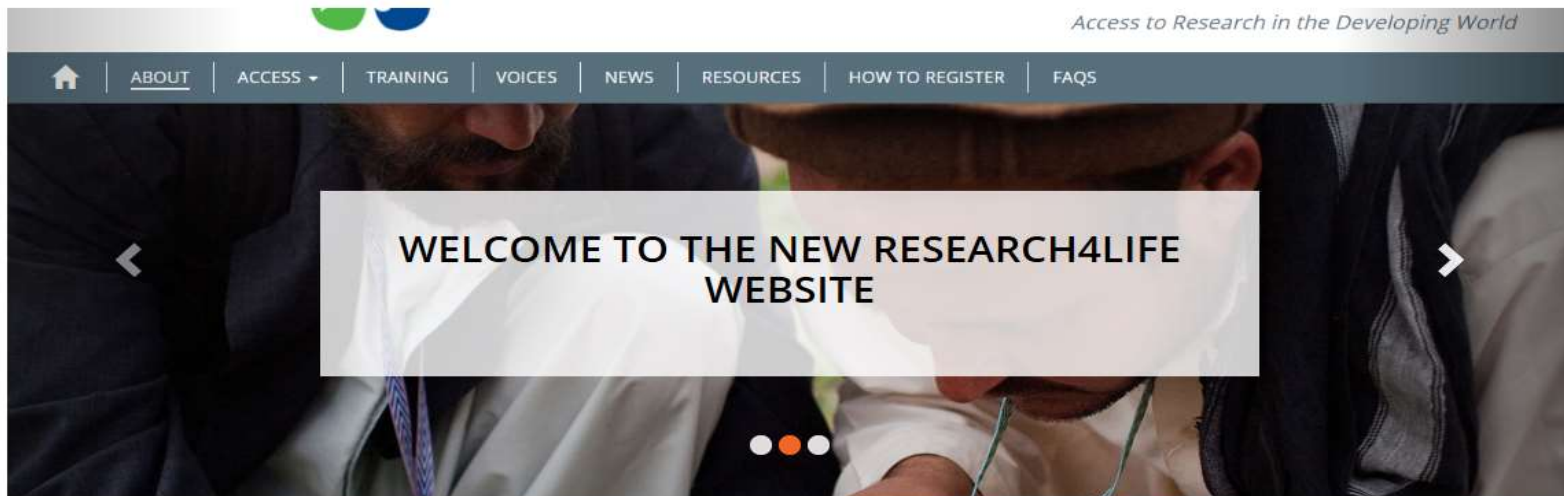 Access to Research in the Developing World
ABOUT ACCESS TRAINING VOICES NEWS RESOURCES HOW TO REGISTER FAQS
WELCOME TO THE NEW RESEARCH4LIFE
WEBSITE